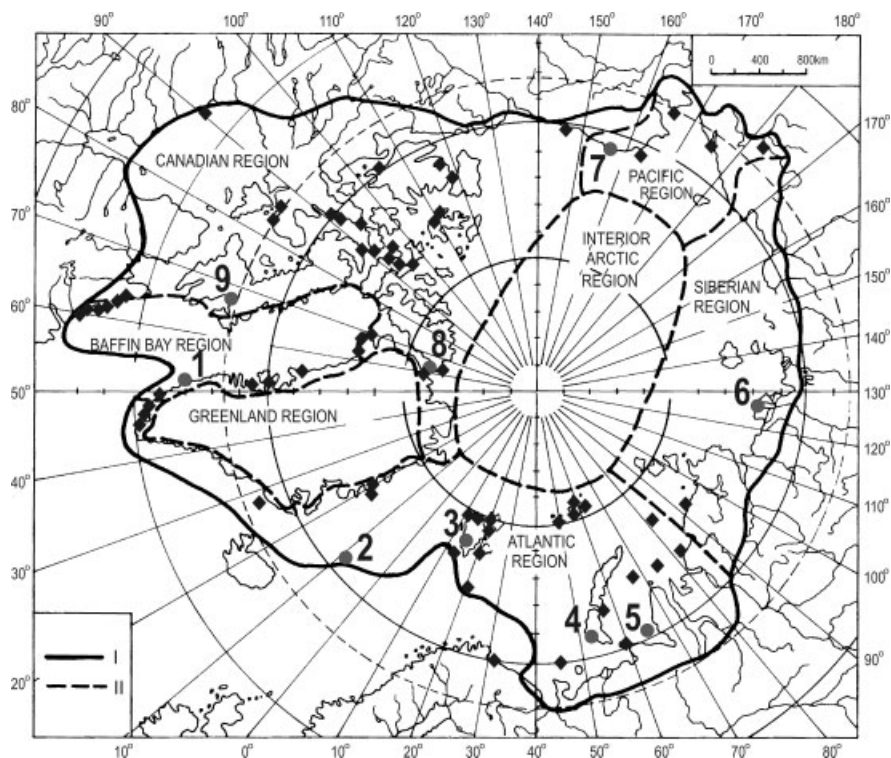 90° 100° 110° 120° 130° 140° 150° 160° 170° 180°
0 400 800km
80°
170°
CANADIAN REGION
7
PACIFIC
REGION
160°
70°
INTERIOR
ARCTIC
REGION
9
SIBERIAN
REGION
150°
60°
140°
BAFFIN BAY REGION
1
8
130°
50°
6
GREENLAND REGION
120°
40°
110°
3
ATLANTIC
REGION
2
30°
100°
4
5
I
II
90°
20°
10° 0° 10° 20° 30° 40° 50° 60° 70° 80°